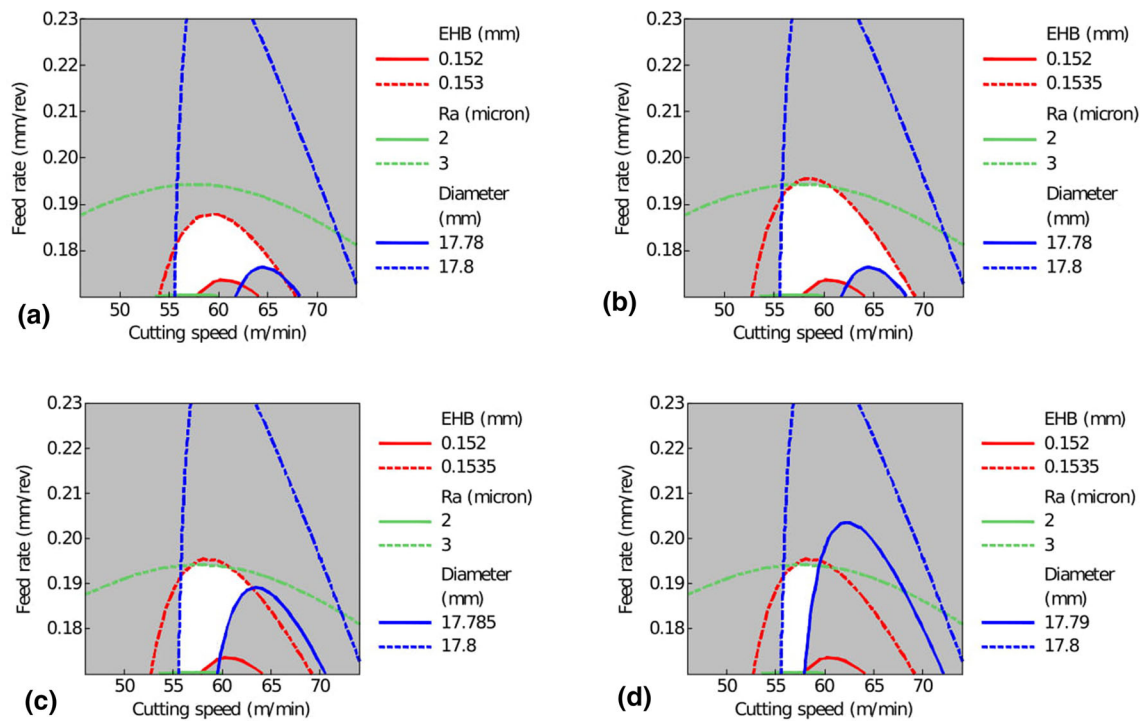 0.23
0.22
0.21
0.20
0.19
0.18
Feed rate (mm/rev)
50 55 60 65 70
Cutting speed (m/min)
EHB (mm)
0.152
0.153
Ra (micron)
2
3
Diameter
(mm)
17.78
17.8
(a)
0.23
0.22
0.21
0.20
0.19
0.18
Feed rate (mm/rev)
50 55 60 65 70
Cutting speed (m/min)
EHB (mm)
0.152
0.1535
Ra (micron)
2
3
Diameter
(mm)
17.78
17.8
(b)
0.23
0.22
0.21
0.20
0.19
0.18
Feed rate (mm/rev)
50 55 60 65 70
Cutting speed (m/min)
EHB (mm)
0.152
0.1535
Ra (micron)
2
3
Diameter
(mm)
17.785
17.8
(c)
0.23
0.22
0.21
0.20
0.19
0.18
Feed rate (mm/rev)
50 55 60 65 70
Cutting speed (m/min)
EHB (mm)
0.152
0.1535
Ra (micron)
2
3
Diameter
(mm)
17.79
17.8
(d)